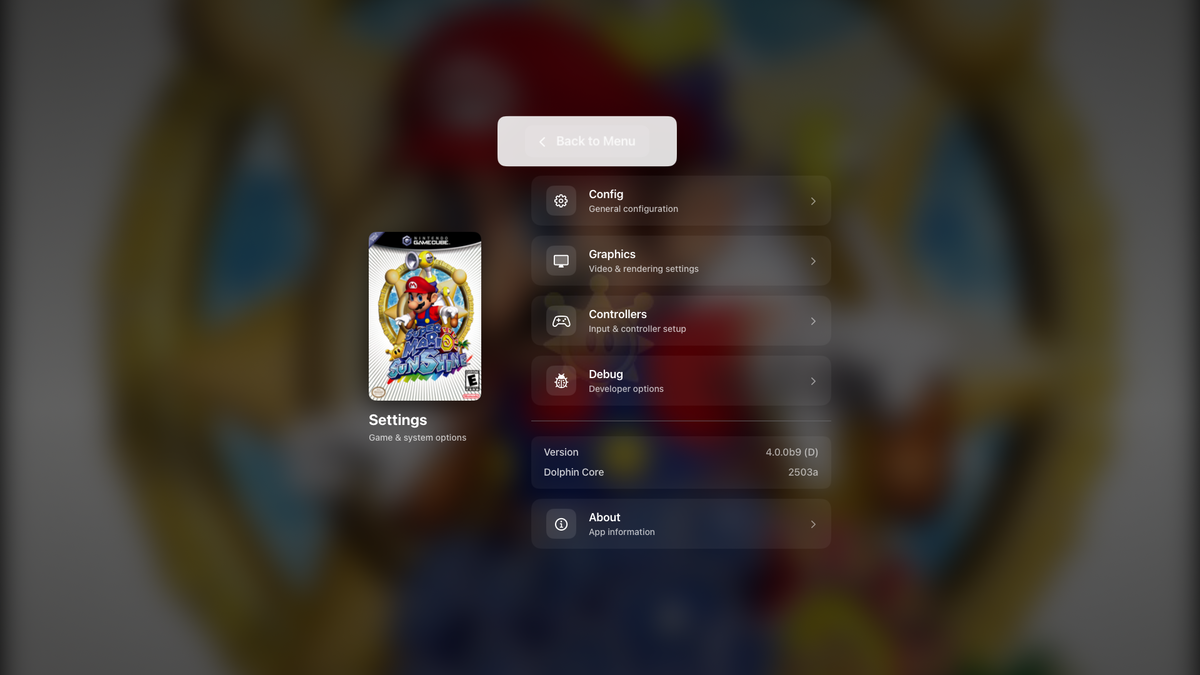 Back to Menu
Config
General configuration
Graphics
Video & rendering settings
Controllers
Input & controller setup
Debug
Developer options
Version 4.0.0b9 (D)
Dolphin Core 2503a
About
App information
NINTENDO
GAMECUBE
SUPER
MARIO
SUNSHINE
E
Settings
Game & system options